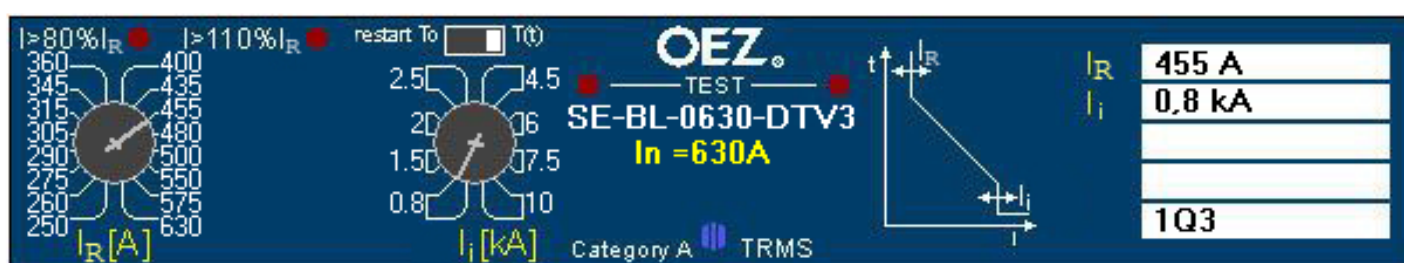 I>80%IR I>110%IR restart To T(t)
OEZ®
TEST
SE-BL-0630-DTV3
In =630A
360 400
345 435
315 455
305 480
290 500
275 550
260 575
250 630
IR[A]
2.5 4.5
2 6
1.5 7.5
0.8 10
Ii[kA]
Category A TRMS
t IR
Ii
I
IR 455 A
Ii 0,8 kA
1Q3